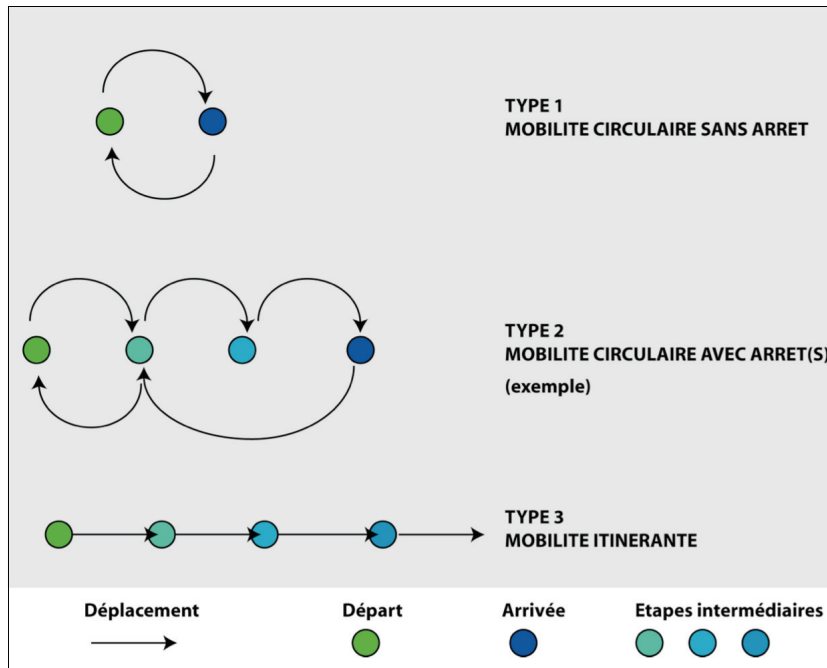 TYPE 1
MOBILITE CIRCULAIRE SANS ARRET
TYPE 2
MOBILITE CIRCULAIRE AVEC ARRET(S)
(exemple)
TYPE 3
MOBILITE ITINERANTE
Déplacement
Départ
Arrivée
Etapes intermédiaires